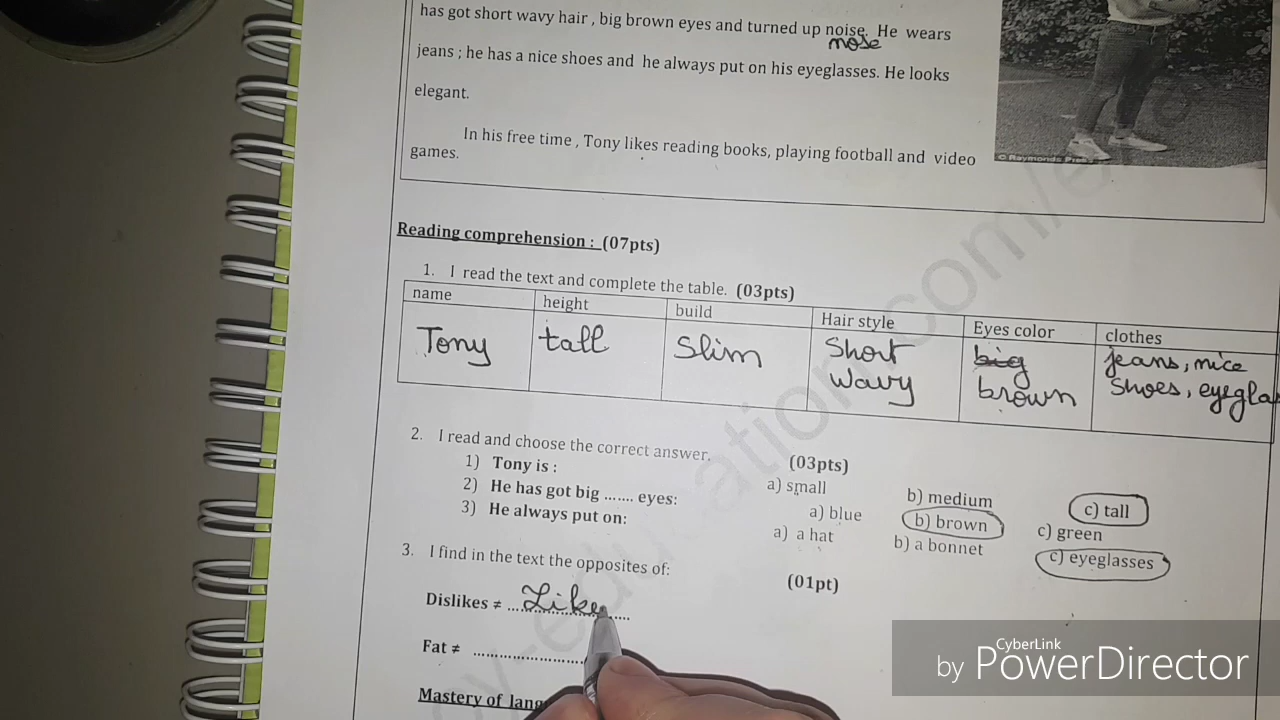 has got short wavy hair , big brown eyes and turned up noise. He wears
nose
jeans ; he has a nice shoes and he always put on his eyeglasses. He looks
elegant.
In his free time , Tony likes reading books, playing football and video
games.
© Raymonds Pres
Reading comprehension : (07pts)
1. I read the text and complete the table. (03pts)
name height build Hair style Eyes color clothes
Tony tall Slim Short big jeans, nice
Wavy brown Shoes, eyegla
2. I read and choose the correct answer. (03pts)
1) Tony is : a) small b) medium c) tall
2) He has got big ....... eyes: a) blue b) brown c) green
3) He always put on: a) a hat b) a bonnet c) eyeglasses
3. I find in the text the opposites of: (01pt)
Dislikes ≠ ........Like........
Fat ≠ ........................
Mastery of lang
CyberLink
by PowerDirector